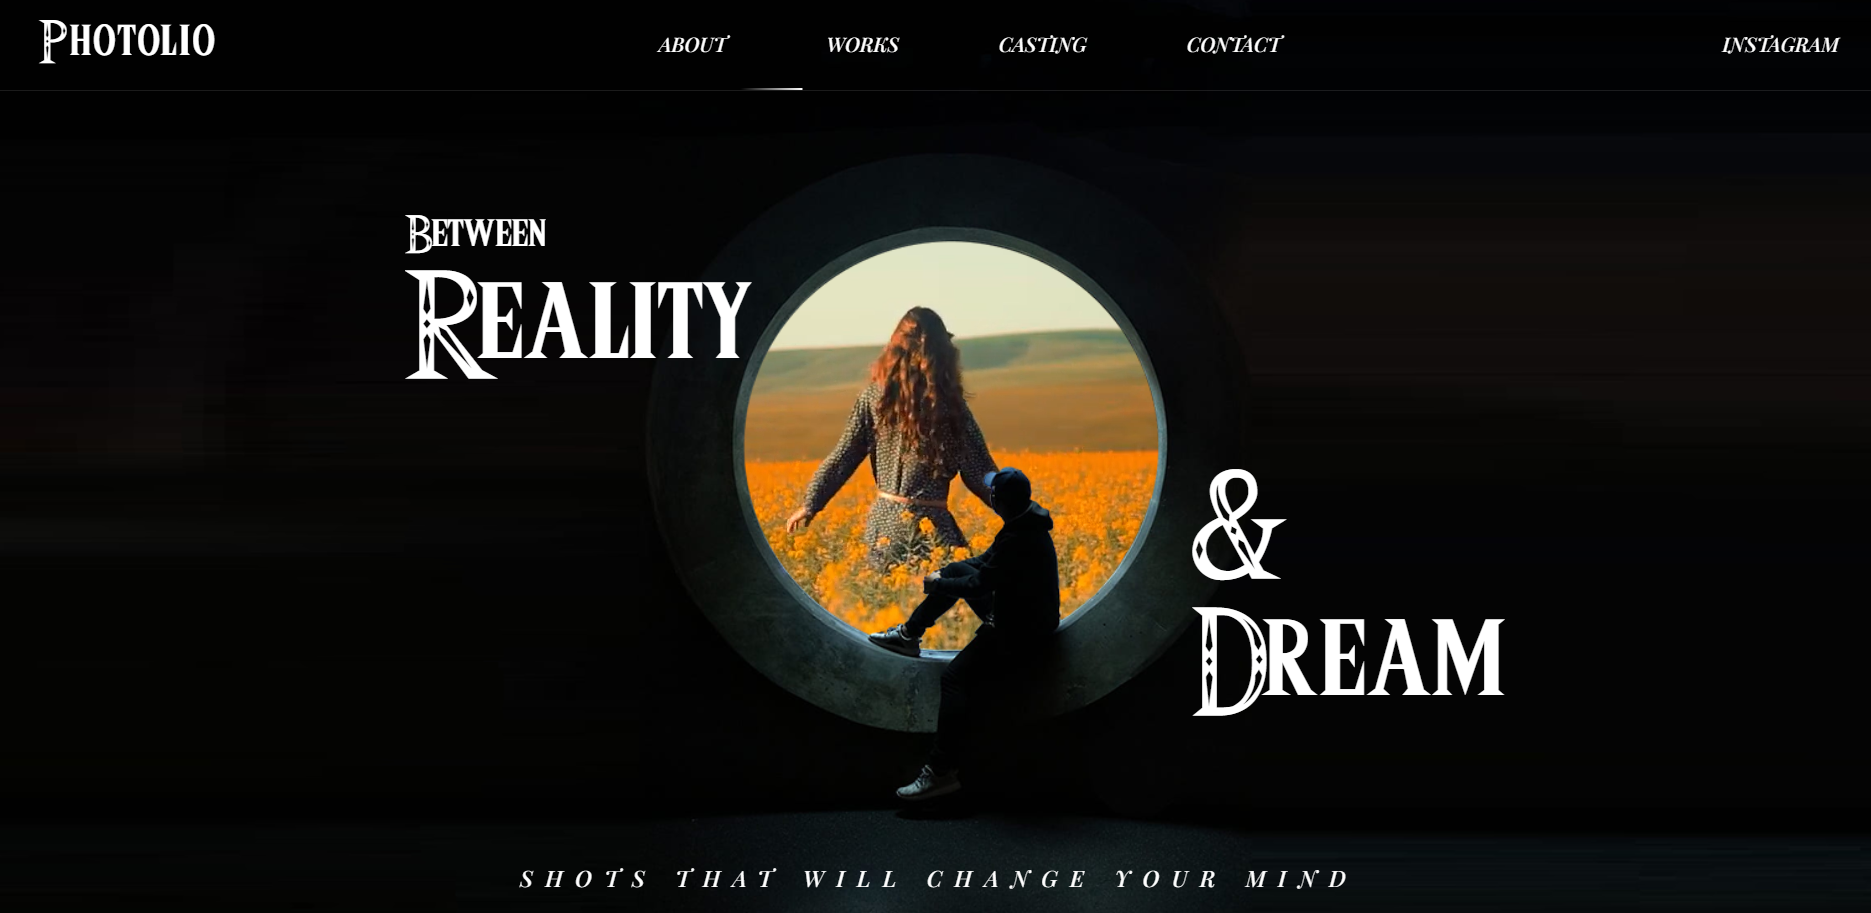 PHOTOLIO
ABOUT WORKS CASTING CONTACT INSTAGRAM
BETWEEN
REALITY
&
DREAM
SHOTS THAT WILL CHANGE YOUR MIND